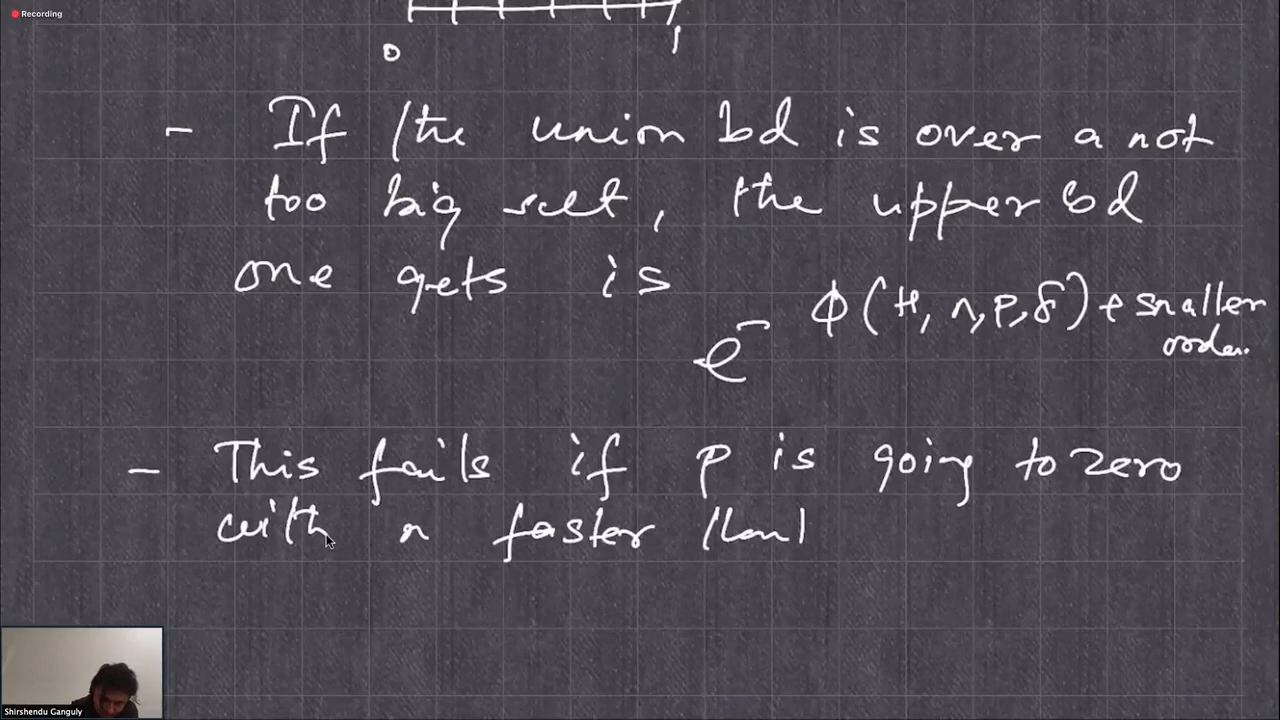 Recording
0 1
- If the union bd is over a not
too big set, the upper bd
one gets is
e^- ϕ(H, n, p, δ) + smaller
order.
- This fails if p is going to zero
with n faster than
Shirshendu Ganguly